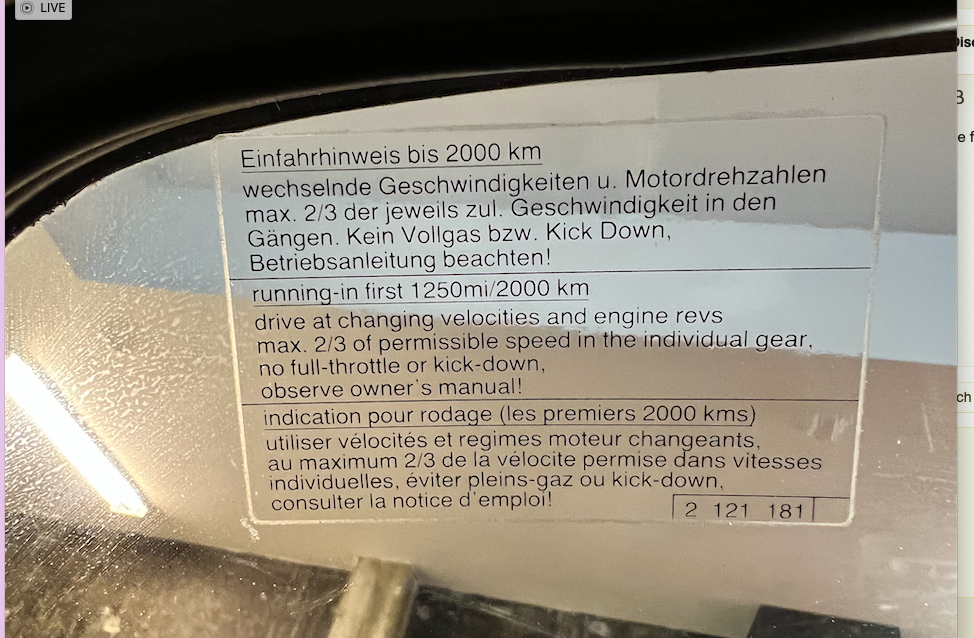 LIVE
Einfahrhinweis bis 2000 km
wechselnde Geschwindigkeiten u. Motordrehzahlen
max. 2/3 der jeweils zul. Geschwindigkeit in den
Gängen. Kein Vollgas bzw. Kick Down,
Betriebsanleitung beachten!
running-in first 1250mi/2000 km
drive at changing velocities and engine revs
max. 2/3 of permissible speed in the individual gear,
no full-throttle or kick-down,
observe owner's manual!
indication pour rodage (les premiers 2000 kms)
utiliser vélocités et regimes moteur changeants,
au maximum 2/3 de la vélocite permise dans vitesses
individuelles, éviter pleins-gaz ou kick-down,
consulter la notice d'emploi!
2 121 181